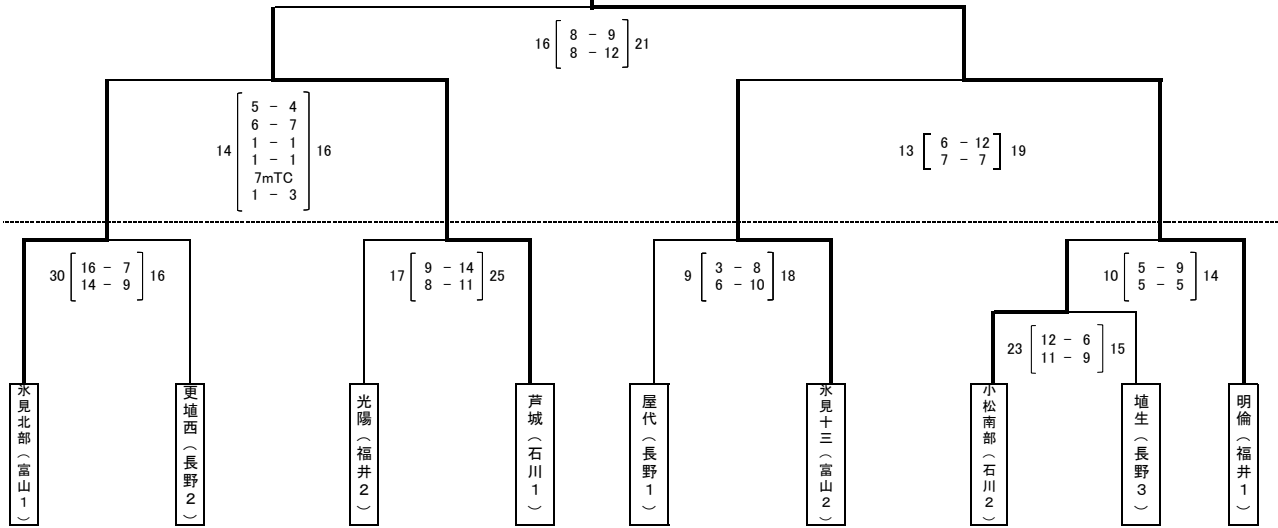 16 8 - 9 21
8 - 12
5 - 4
6 - 7
14 1 - 1 16
1 - 1
7mTC
1 - 3
13 6 - 12 19
7 - 7
30 16 - 7 16
14 - 9
17 9 - 14 25
8 - 11
9 3 - 8 18
6 - 10
10 5 - 9 14
5 - 5
23 12 - 6 15
11 - 9
氷見北部（富山１）
更埴西（長野２）
光陽（福井２）
芦城（石川１）
屋代（長野１）
氷見十三（富山２）
小松南部（石川２）
埴生（長野３）
明倫（福井１）